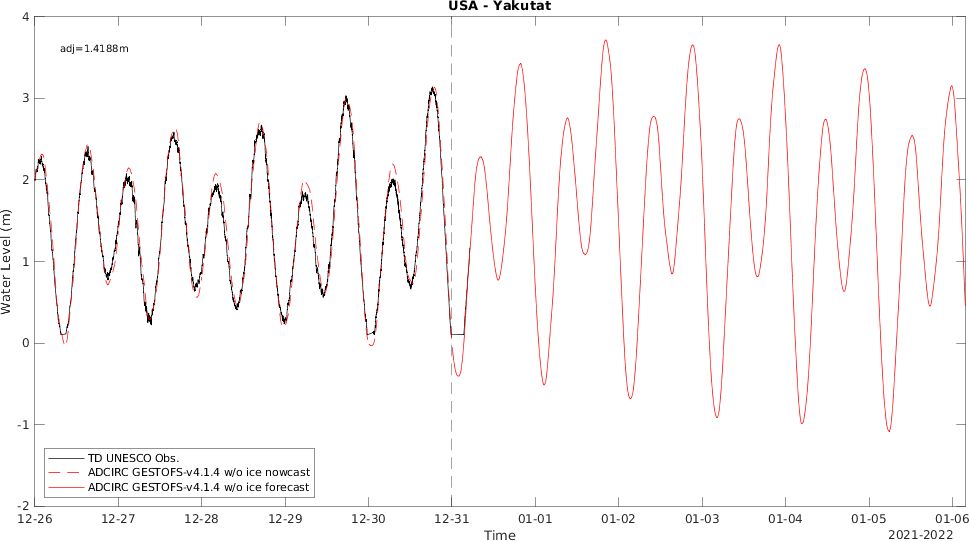 USA - Yakutat
adj=1.4188m
4
3
2
1
0
-1
-2
Water Level (m)
TD UNESCO Obs.
ADCIRC GESTOFS-v4.1.4 w/o ice nowcast
ADCIRC GESTOFS-v4.1.4 w/o ice forecast
12-26 12-27 12-28 12-29 12-30 12-31 01-01 01-02 01-03 01-04 01-05 01-06
Time
2021-2022